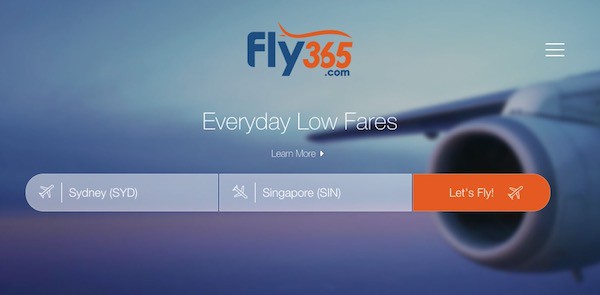 Fly365
.com
Everyday Low Fares
Learn More
Sydney (SYD)
Singapore (SIN)
Let's Fly!